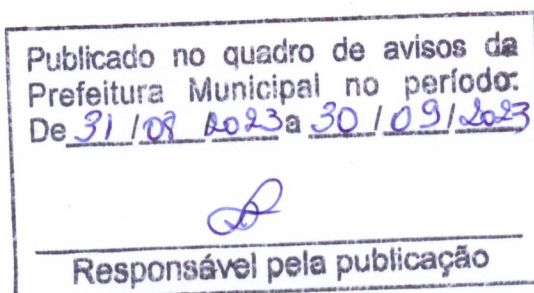 Publicado no quadro de avisos da
Prefeitura Municipal no período:
De 31 / 08 / 2023 a 30 / 09 / 2023
Responsável pela publicação